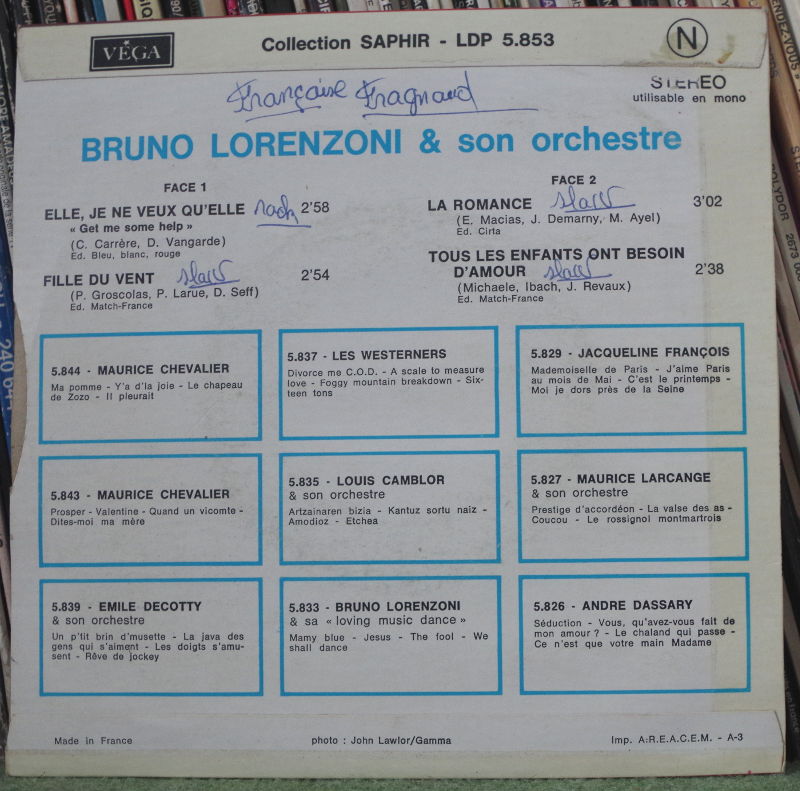 VÉGA
Collection SAPHIR - LDP 5.853
N
Françoise Fragnaud
STEREO
utilisable en mono
BRUNO LORENZONI & son orchestre
FACE 1
ELLE, JE NE VEUX QU'ELLE rock 2'58
« Get me some help »
(C. Carrère, D. Vangarde)
Ed. Bleu, blanc, rouge
FILLE DU VENT slow 2'54
(P. Groscolas, P. Larue, D. Seff)
Ed. Match-France
FACE 2
LA ROMANCE slow 3'02
(E. Macias, J. Demarny, M. Ayel)
Ed. Cirta
TOUS LES ENFANTS ONT BESOIN
D'AMOUR slow 2'38
(Michaele, Ibach, J. Revaux)
Ed. Match-France
5.844 - MAURICE CHEVALIER
Ma pomme - Y'a d'la joie - Le chapeau
de Zozo - Il pleurait
5.837 - LES WESTERNERS
Divorce me C.O.D. - A scale to measure
love - Foggy mountain breakdown - Six-
teen tons
5.829 - JACQUELINE FRANÇOIS
Mademoiselle de Paris - J'aime Paris
au mois de Mai - C'est le printemps -
Moi je dors près de la Seine
5.843 - MAURICE CHEVALIER
Prosper - Valentine - Quand un vicomte -
Dites-moi ma mère
5.835 - LOUIS CAMBLOR
& son orchestre
Artzainaren bizia - Kantuz sortu naiz -
Amodioz - Etchea
5.827 - MAURICE LARCANGE
& son orchestre
Prestige d'accordéon - La valse des as -
Coucou - Le rossignol montmartrois
5.839 - EMILE DECOTTY
& son orchestre
Un p'tit brin d'musette - La java des
gens qui s'aiment - Les doigts s'amu-
sent - Rêve de jockey
5.833 - BRUNO LORENZONI
& sa « loving music dance »
Mamy blue - Jesus - The fool - We
shall dance
5.826 - ANDRE DASSARY
Séduction - Vous, qu'avez-vous fait de
mon amour ? - Le chaland qui passe -
Ce n'est que votre main Madame
Made in France
photo : John Lawlor/Gamma
Imp. A.R.E.A.C.E.M. - A-3
POLYDOR 2673